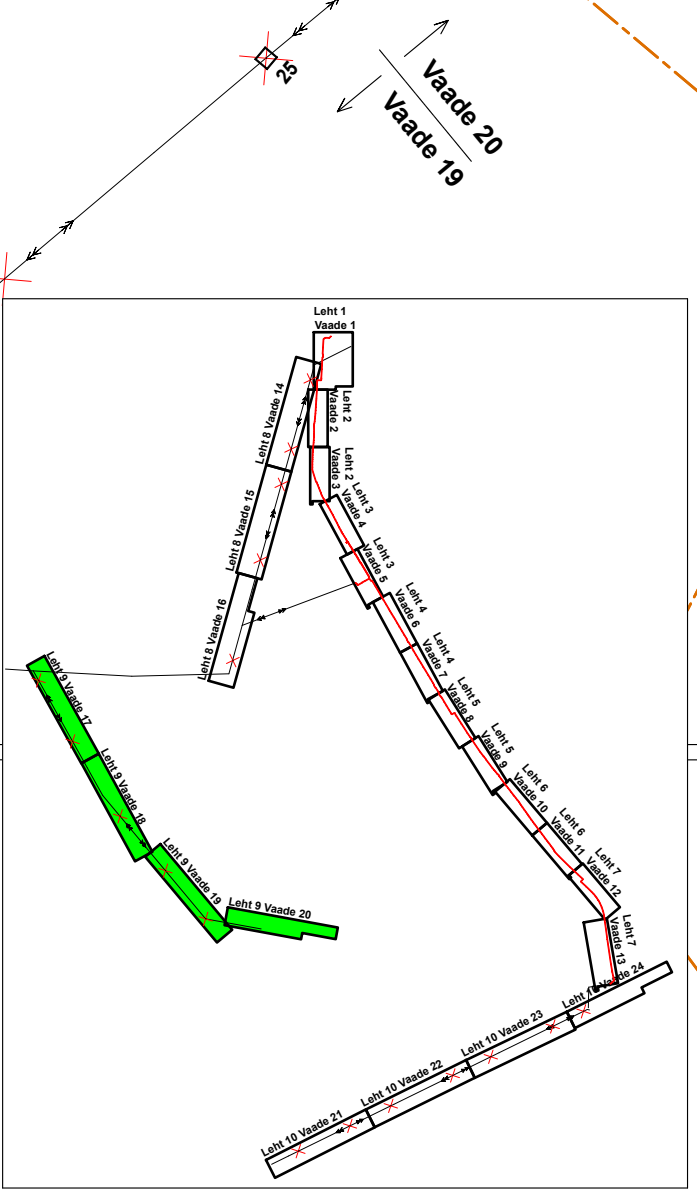 25
Vaade 20
Vaade 19
Leht 1
Vaade 1
Leht 2
Vaade 2
Leht 2
Vaade 3
Leht 3
Vaade 4
Leht 3
Vaade 5
Leht 4
Vaade 6
Leht 4
Vaade 7
Leht 5
Vaade 8
Leht 5
Vaade 9
Leht 6
Vaade 10
Leht 6
Vaade 11
Leht 7
Vaade 12
Leht 7
Vaade 13
Leht 8 Vaade 14
Leht 8 Vaade 15
Leht 8 Vaade 16
Leht 9 Vaade 17
Leht 9 Vaade 18
Leht 9 Vaade 19
Leht 9 Vaade 20
Leht 10 Vaade 21
Leht 10 Vaade 22
Leht 10 Vaade 23
Leht 10 Vaade 24